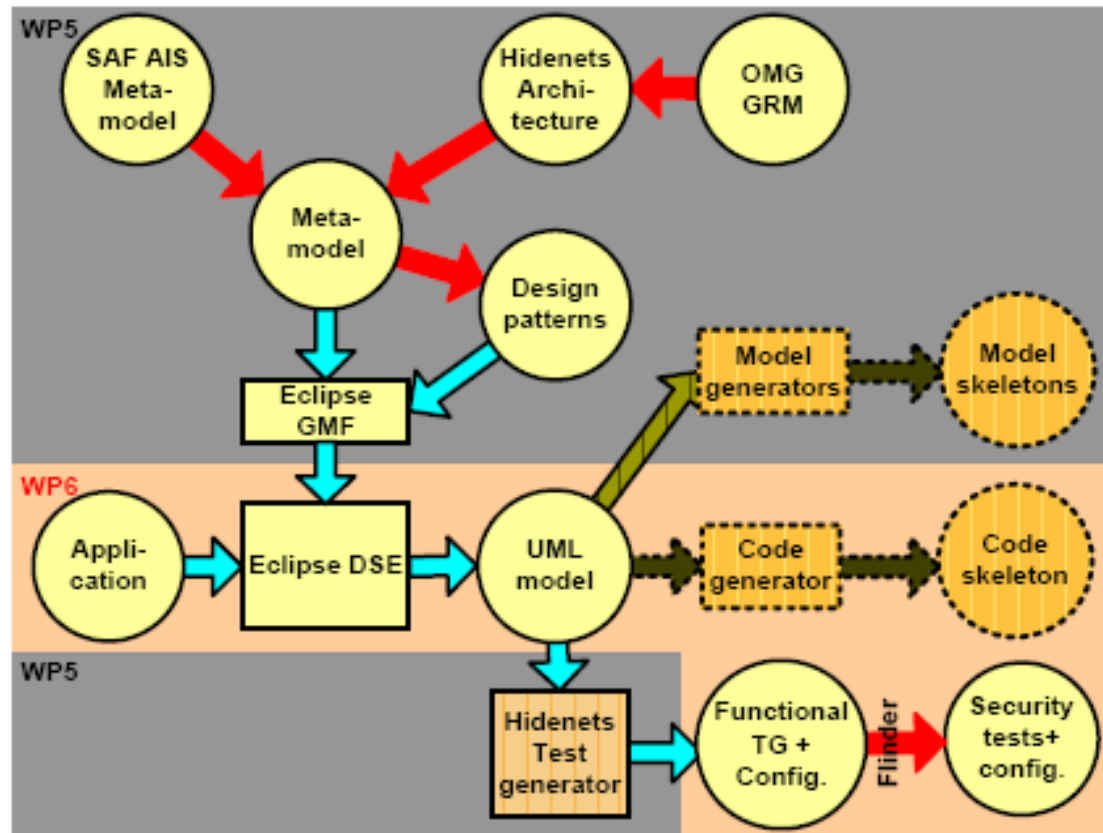 WP5
SAF AIS
Meta-
model
Hidenets
Archi-
tecture
OMG
GRM
Meta-
model
Design
patterns
Model
generators
Model
skeletons
Eclipse
GMF
WP6
Appli-
cation
Eclipse DSE
UML
model
Code
generator
Code
skeleton
WP5
Hidenets
Test
generator
Functional
TG +
Config.
Flinder
Security
tests+
config.